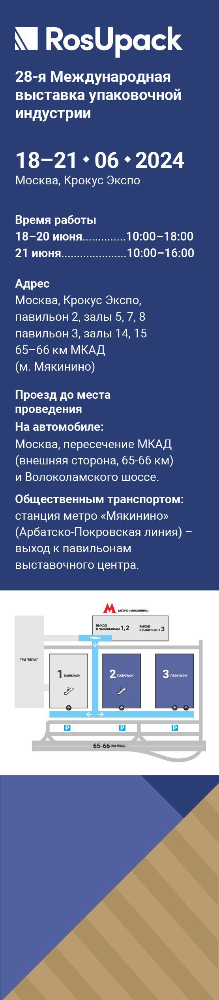 RosUpack
28-я Международная
выставка упаковочной
индустрии
18–21 • 06 • 2024
Москва, Крокус Экспо
Время работы
18–20 июня..............10:00–18:00
21 июня.....................10:00–16:00
Адрес
Москва, Крокус Экспо,
павильон 2, залы 5, 7, 8
павильон 3, залы 14, 15
65–66 км МКАД
(м. Мякинино)
Проезд до места
проведения
На автомобиле:
Москва, пересечение МКАД
(внешняя сторона, 65-66 км)
и Волоколамского шоссе.
Общественным транспортом:
станция метро «Мякинино»
(Арбатско-Покровская линия) –
выход к павильонам
выставочного центра.
М МЕТРО «МЯКИНИНО»
ВЫХОД
К ПАВИЛЬОНАМ 1, 2
ВЫХОД
К ПАВИЛЬОНУ 3
УЛИЦА
ТРЦ "ВЕГАС"
1 ПАВИЛЬОН
2 ПАВИЛЬОН
3 ПАВИЛЬОН
P
P
P
65-66 КМ МКАД